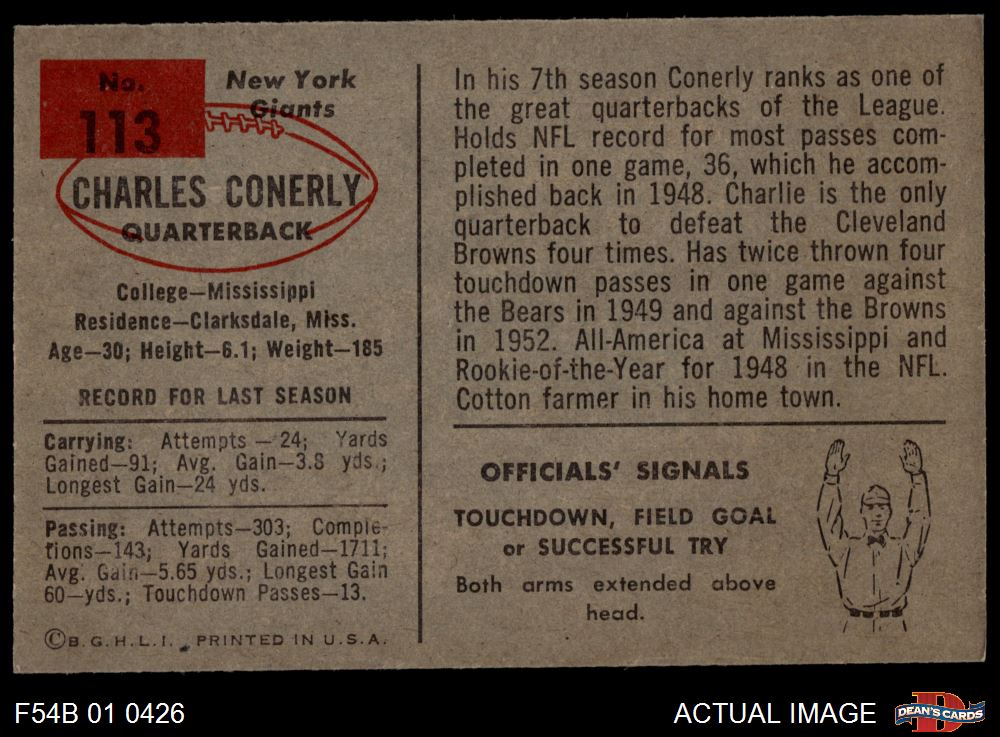 No.
113
New York
Giants
CHARLES CONERLY
QUARTERBACK
College—Mississippi
Residence—Clarksdale, Miss.
Age—30; Height—6.1; Weight—185
RECORD FOR LAST SEASON
Carrying: Attempts — 24; Yards
Gained—91; Avg. Gain—3.8 yds.;
Longest Gain—24 yds.
Passing: Attempts—303; Comple-
tions—143; Yards Gained—1711;
Avg. Gain—5.65 yds.; Longest Gain
60—yds.; Touchdown Passes—13.
©B.G.H.L.I. PRINTED IN U.S.A.
In his 7th season Conerly ranks as one of
the great quarterbacks of the League.
Holds NFL record for most passes com-
pleted in one game, 36, which he accom-
plished back in 1948. Charlie is the only
quarterback to defeat the Cleveland
Browns four times. Has twice thrown four
touchdown passes in one game against
the Bears in 1949 and against the Browns
in 1952. All-America at Mississippi and
Rookie-of-the-Year for 1948 in the NFL.
Cotton farmer in his home town.
OFFICIALS' SIGNALS
TOUCHDOWN, FIELD GOAL
or SUCCESSFUL TRY
Both arms extended above
head.
F54B 01 0426
ACTUAL IMAGE
D
DEAN'S CARDS